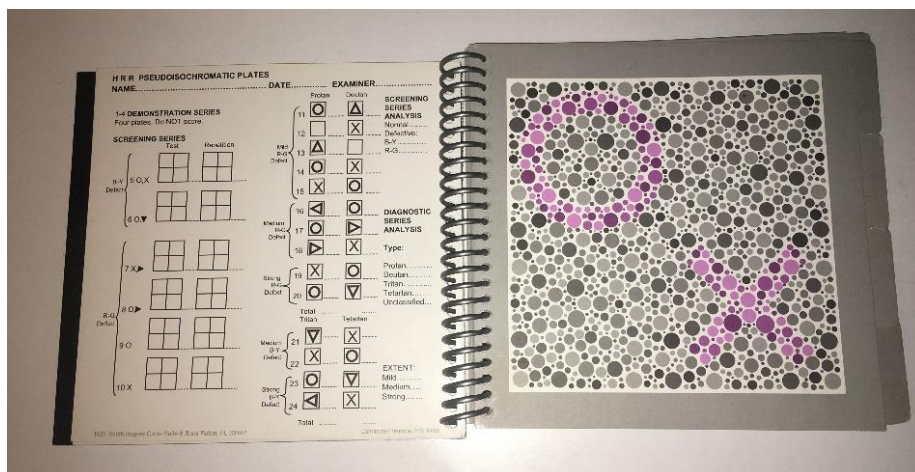 HRR PSEUDOISOCHROMATIC PLATES
NAME.......... DATE.......... EXAMINER..........
1-4 DEMONSTRATION SERIES
Four plates. Do NOT score.
SCREENING SERIES
Test Repetition
B-Y Defect
5 O,X
6 O,▼
R-G Defect
7 X,▶
8 O,▶
9 O
10 X
Protan Deutan
Mild R-G Defect
11 O △
12 X
13 △
14 O X
15 X O
Medium R-G Defect
16 ◁ O
17 O ▷
18 ▷ X
Strong R-G Defect
19 X O
20 O ▽
Total
Tritan Tetartan
Medium B-Y Defect
21 ▽ X
22 X O
Strong B-Y Defect
23 O ▽
24 ◁ X
Total
SCREENING
SERIES
ANALYSIS
Normal..........
Defective:
B-Y..........
R-G..........
DIAGNOSTIC
SERIES
ANALYSIS
Type:
Protan..........
Deutan..........
Tritan..........
Tetartan..........
Unclassified...
EXTENT:
Mild..........
Medium..........
Strong..........
O
X